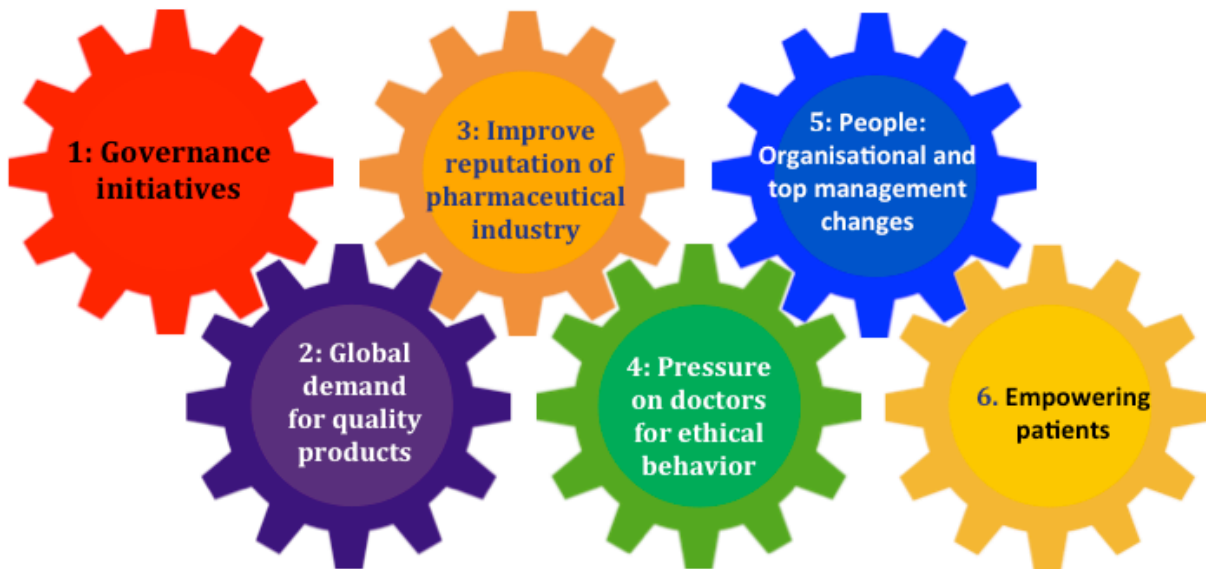 1: Governance
initiatives
2: Global
demand
for quality
products
3: Improve
reputation of
pharmaceutical
industry
4: Pressure
on doctors
for ethical
behavior
5: People:
Organisational and
top management
changes
6. Empowering
patients